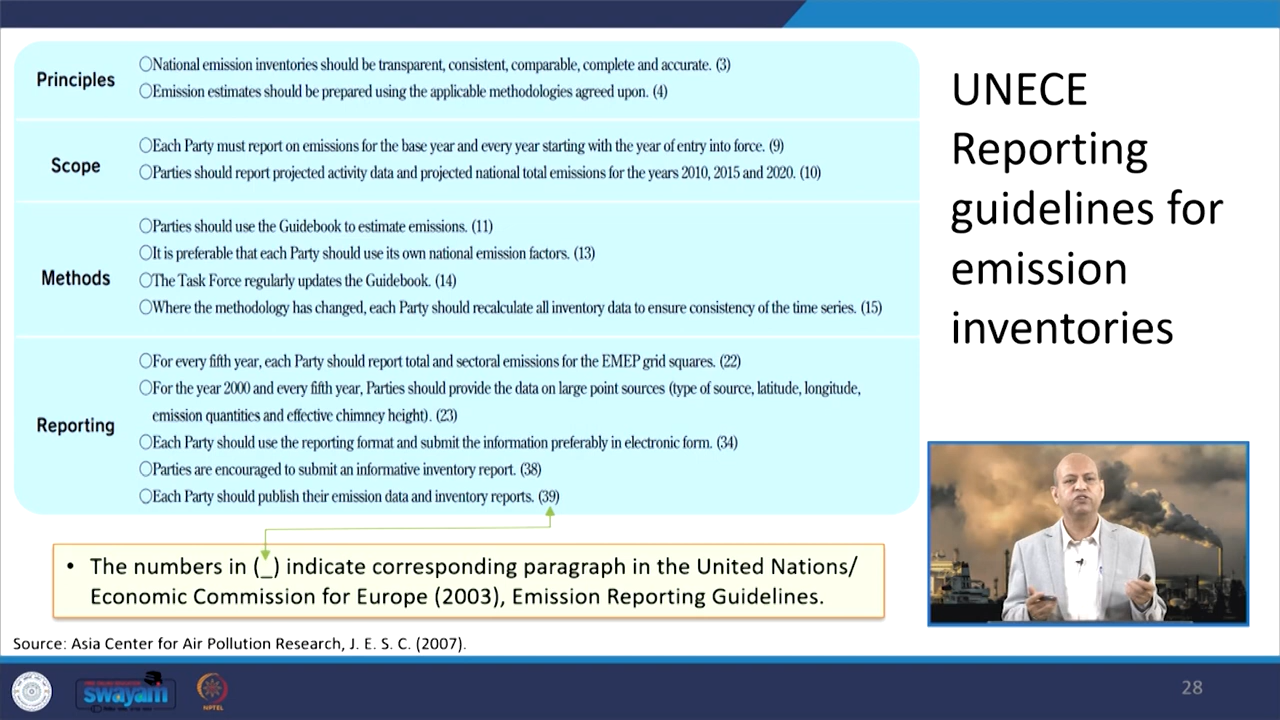 Principles
○National emission inventories should be transparent, consistent, comparable, complete and accurate. (3)
○Emission estimates should be prepared using the applicable methodologies agreed upon. (4)
Scope
○Each Party must report on emissions for the base year and every year starting with the year of entry into force. (9)
○Parties should report projected activity data and projected national total emissions for the years 2010, 2015 and 2020. (10)
Methods
○Parties should use the Guidebook to estimate emissions. (11)
○It is preferable that each Party should use its own national emission factors. (13)
○The Task Force regularly updates the Guidebook. (14)
○Where the methodology has changed, each Party should recalculate all inventory data to ensure consistency of the time series. (15)
Reporting
○For every fifth year, each Party should report total and sectoral emissions for the EMEP grid squares. (22)
○For the year 2000 and every fifth year, Parties should provide the data on large point sources (type of source, latitude, longitude,
emission quantities and effective chimney height). (23)
○Each Party should use the reporting format and submit the information preferably in electronic form. (34)
○Parties are encouraged to submit an informative inventory report. (38)
○Each Party should publish their emission data and inventory reports. (39)
• The numbers in (_) indicate corresponding paragraph in the United Nations/
Economic Commission for Europe (2003), Emission Reporting Guidelines.
Source: Asia Center for Air Pollution Research, J. E. S. C. (2007).
UNECE
Reporting
guidelines for
emission
inventories
swayam
NPTEL
28